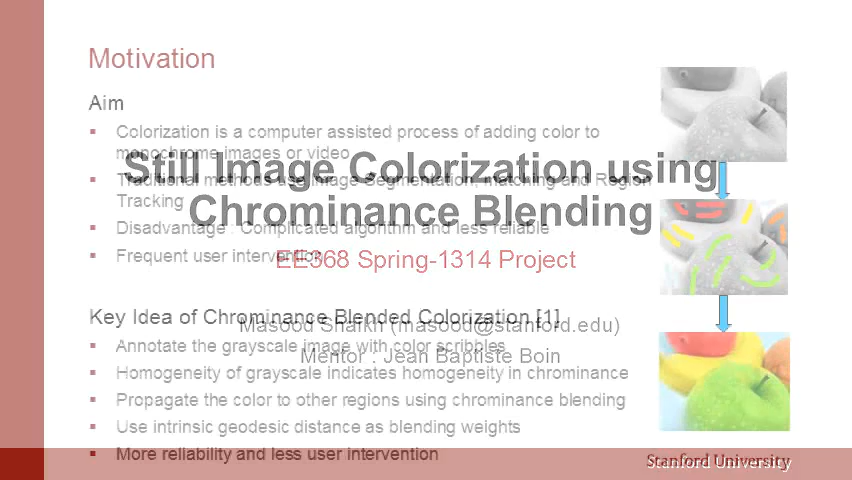 Motivation
Aim
▪ Colorization is a computer assisted process of adding color to
monochrome images or video
▪ Traditional methods use Image Segmentation, matching and Region
Tracking
▪ Disadvantage : Complicated algorithm and less reliable
▪ Frequent user intervention
Still Image Colorization using
Chrominance Blending
EE368 Spring-1314 Project
Masood Shaikh (masood@stanford.edu)
Mentor : Jean Baptiste Boin
Key Idea of Chrominance Blended Colorization [1]
▪ Annotate the grayscale image with color scribbles
▪ Homogeneity of grayscale indicates homogeneity in chrominance
▪ Propagate the color to other regions using chrominance blending
▪ Use intrinsic geodesic distance as blending weights
▪ More reliability and less user intervention
Stanford University